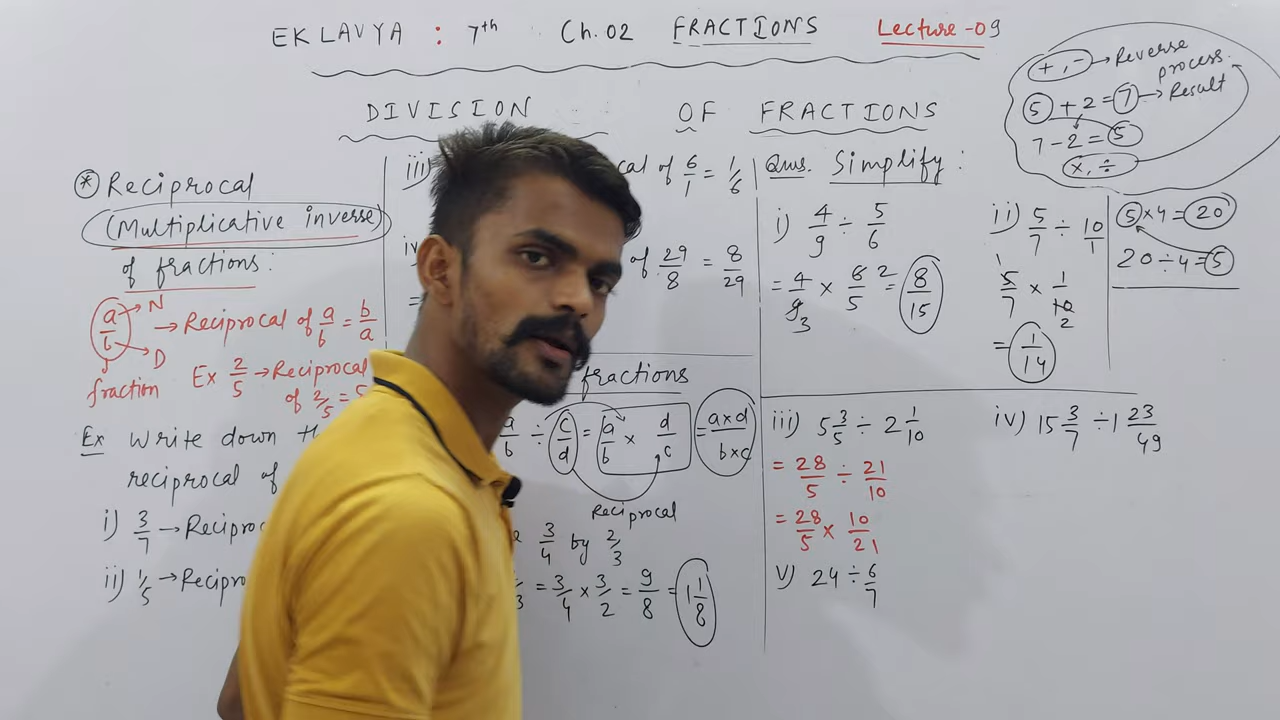 EKLAVYA : 7th Ch. 02 FRACTIONS Lecture - 09
DIVISION OF FRACTIONS
+, - → Reverse process.
5 + 2 = 7 → Result
7 - 2 = 5
×, ÷
* Reciprocal
(Multiplicative inverse)
of fractions :
a/b → N
→ D
fraction
→ Reciprocal of a/b = b/a
Ex 2/5 → Reciprocal
of 2/5 =
Ex Write down
reciprocal of
i) 3/7 →
ii) 1/5 →
iii)
of 6/1 = 1/6
iv
of 29/8 = 8/29
=
fractions
a/b ÷ c/d = a/b × d/c = a×d / b×c
Reciprocal
3/4 by 2/3
= 3/4 × 3/2 = 9/8 = 1 1/8
Ques. Simplify :
i) 4/9 ÷ 5/6
= 4/9 3 × 6/5 2 = 8/15
ii) 5/7 ÷ 10/1
1 5/7 × 1/10 2
= 1/14
5 × 4 = 20
20 ÷ 4 = 5
iii) 5 3/5 ÷ 2 1/10
= 28/5 ÷ 21/10
= 28/5 × 10/21
iv) 15 3/7 ÷ 1 23/49
v) 24 ÷ 6/7